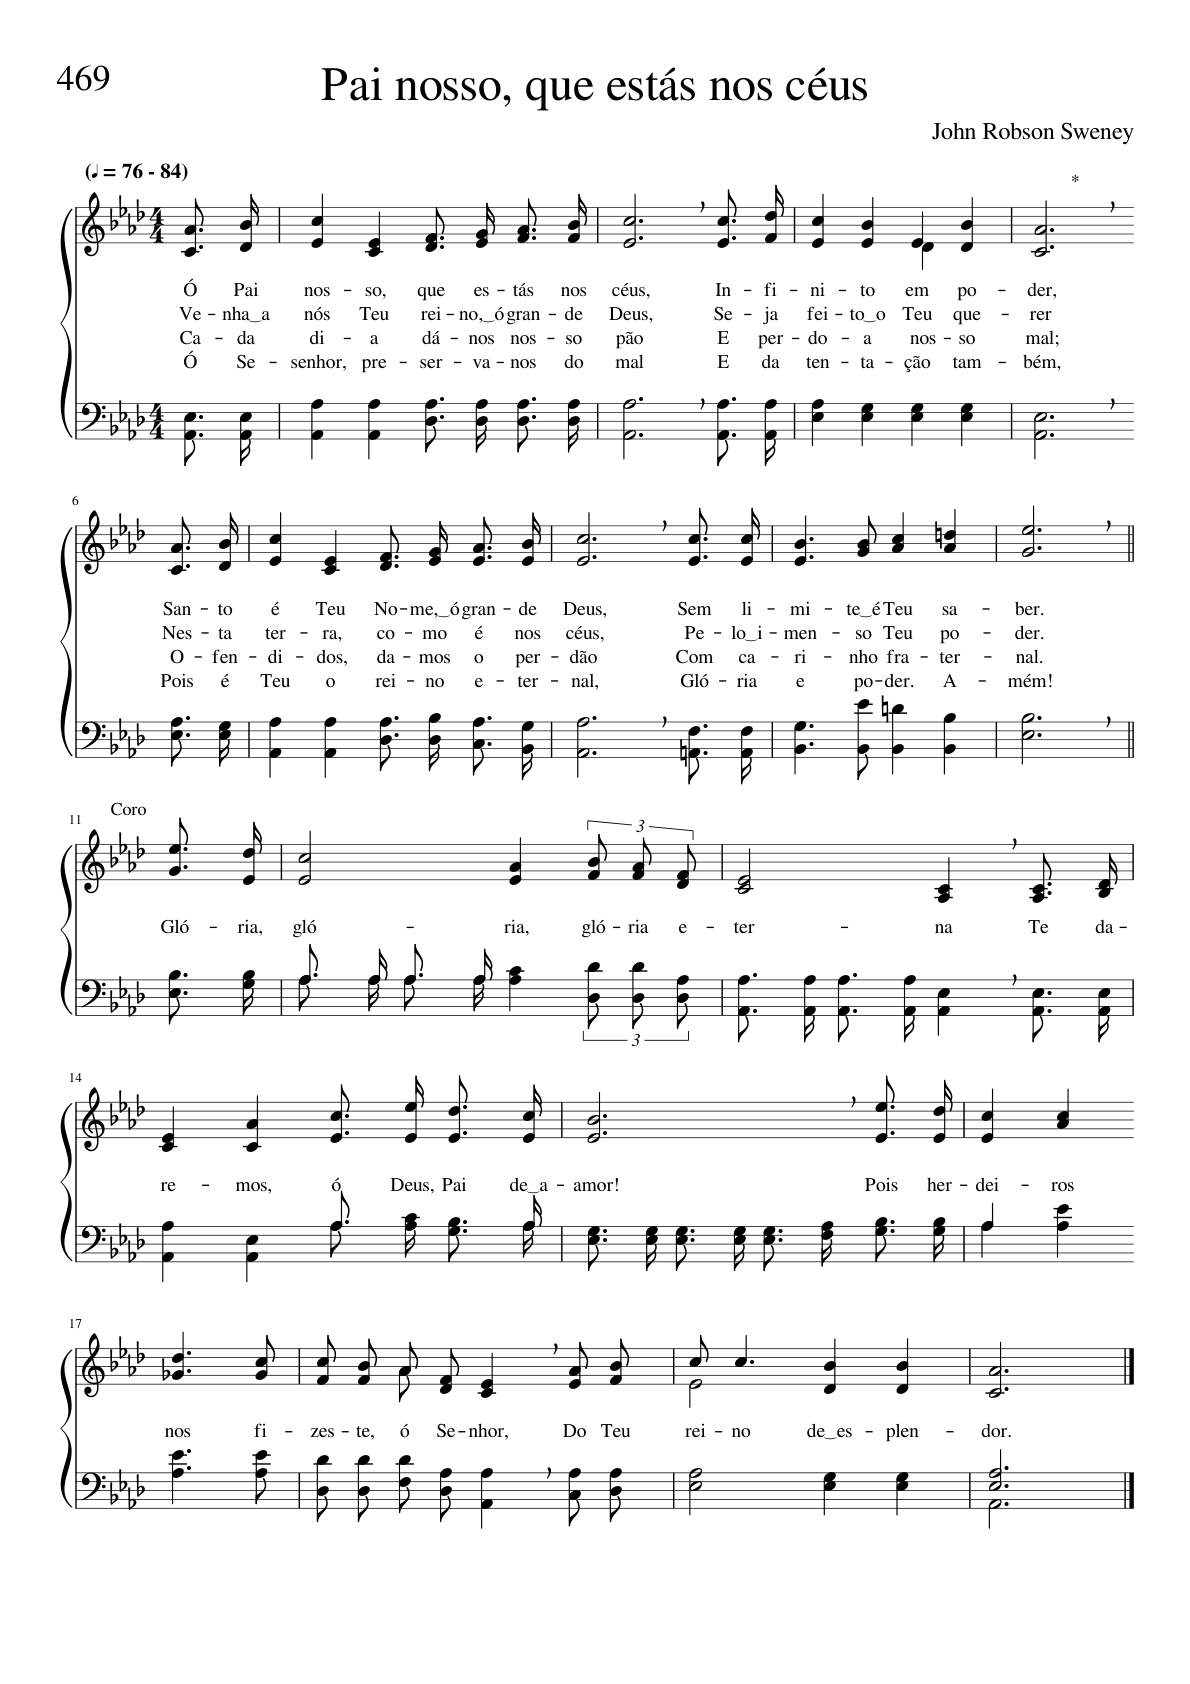 469
Pai nosso, que estás nos céus
John Robson Sweney
(♩ = 76 - 84)
*
Ó Pai nos – so, que es – tás nos céus, In – fi – ni – to em po – der,
Ve – nha‿a nós Teu rei – no,‿ó gran – de Deus, Se – ja fei – to‿o Teu que – rer
Ca – da di – a dá – nos nos – so pão E per – do – a nos – so mal;
Ó Se – senhor, pre – ser – va – nos do mal E da ten – ta – ção tam – bém,
6
San – to é Teu No – me,‿ó gran – de Deus, Sem li – mi – te‿é Teu sa – ber.
Nes – ta ter – ra, co – mo é nos céus, Pe – lo‿i – men – so Teu po – der.
O – fen – di – dos, da – mos o per – dão Com ca – ri – nho fra – ter – nal.
Pois é Teu o rei – no e – ter – nal, Gló – ria e po – der. A – mém!
Coro
11
3
Gló – ria, gló – ria, gló – ria e – ter – na Te da –
3
14
re – mos, ó Deus, Pai de‿a – amor! Pois her – dei – ros
17
nos fi – zes – te, ó Se – nhor, Do Teu rei – no de‿es – plen – dor.